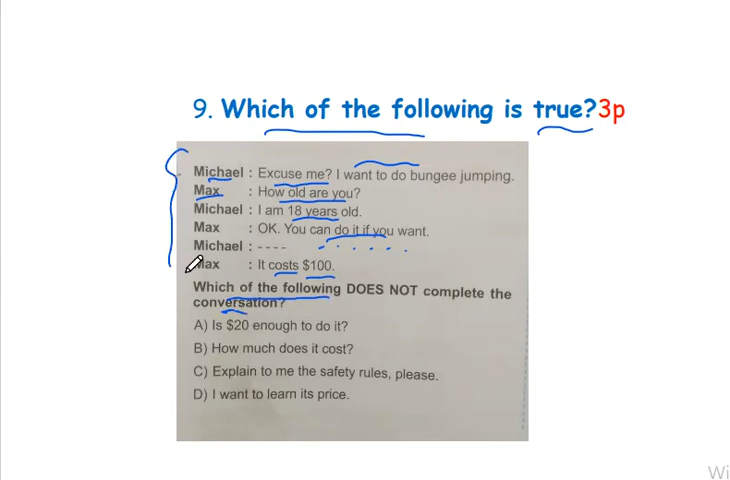 9. Which of the following is true?3p
Michael : Excuse me? I want to do bungee jumping.
Max : How old are you?
Michael : I am 18 years old.
Max : OK. You can do it if you want.
Michael : ----
Max : It costs $100.
Which of the following DOES NOT complete the
conversation?
A) Is $20 enough to do it?
B) How much does it cost?
C) Explain to me the safety rules, please.
D) I want to learn its price.
Wi